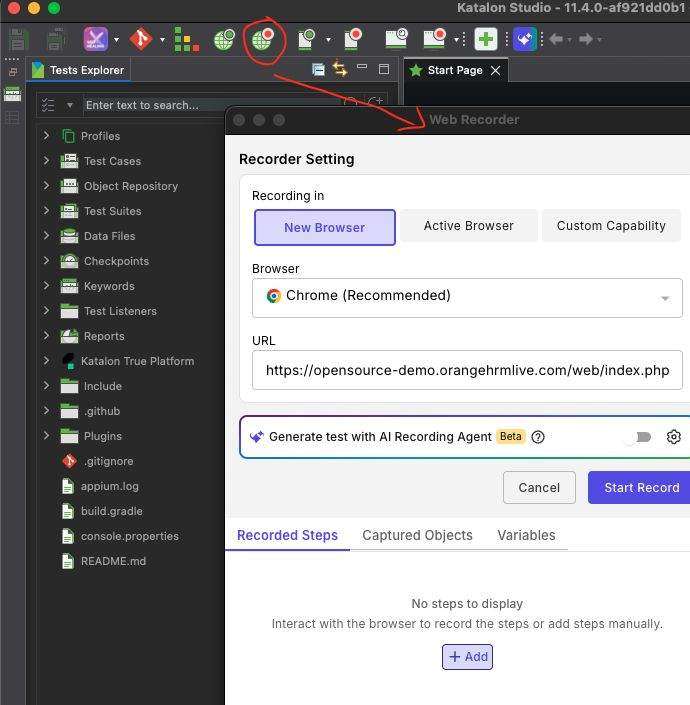 Katalon Studio - 11.4.0-af921dd0b1
Tests Explorer
Start Page
Enter text to search...
Profiles
Test Cases
Object Repository
Test Suites
Data Files
Checkpoints
Keywords
Test Listeners
Reports
Katalon True Platform
Include
.github
Plugins
.gitignore
appium.log
build.gradle
console.properties
README.md
Web Recorder
Recorder Setting
Recording in
New Browser Active Browser Custom Capability
Browser
Chrome (Recommended)
URL
https://opensource-demo.orangehrmlive.com/web/index.php
Generate test with AI Recording Agent Beta
Cancel Start Record
Recorded Steps Captured Objects Variables
No steps to display
Interact with the browser to record the steps or add steps manually.
+ Add